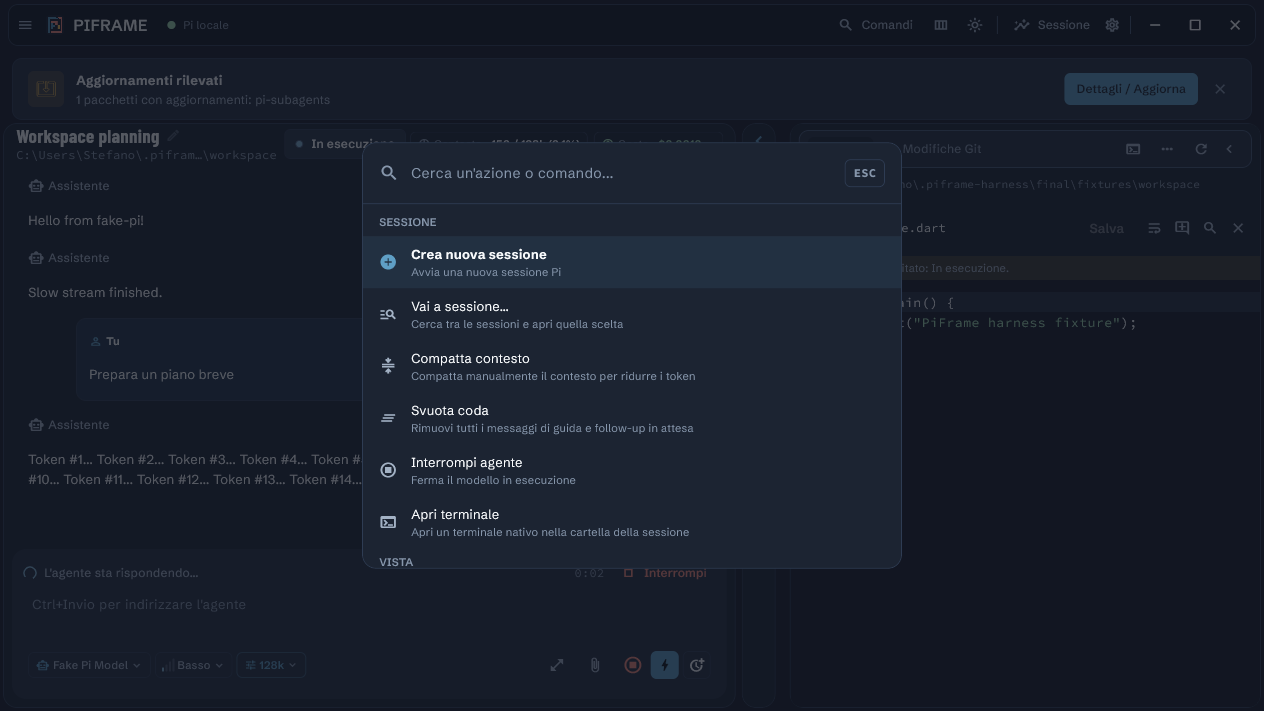 PIFRAME
Pi locale
Comandi
Sessione
Aggiornamenti rilevati
1 pacchetti con aggiornamenti: pi-subagents
Dettagli / Aggiorna
Workspace planning
C:\Users\Stefano\.pifram…\workspace
In esecuzione
Modifiche Git
Assistente
Hello from fake-pi!
Assistente
Slow stream finished.
Tu
Prepara un piano breve
Assistente
Token #1... Token #2... Token #3... Token #4... Token #
#10... Token #11... Token #12... Token #13... Token #14...
Cerca un'azione o comando...
ESC
SESSIONE
Crea nuova sessione
Avvia una nuova sessione Pi
Vai a sessione…
Cerca tra le sessioni e apri quella scelta
Compatta contesto
Compatta manualmente il contesto per ridurre i token
Svuota coda
Rimuovi tutti i messaggi di guida e follow-up in attesa
Interrompi agente
Ferma il modello in esecuzione
Apri terminale
Apri un terminale nativo nella cartella della sessione
VISTA
\.piframe-harness\final\fixtures\workspace
e.dart
Salva
itato: In esecuzione.
ain() {
t("PiFrame harness fixture");
L'agente sta rispondendo…
0:02
Interrompi
Ctrl+Invio per indirizzare l'agente
Fake Pi Model
Basso
128k